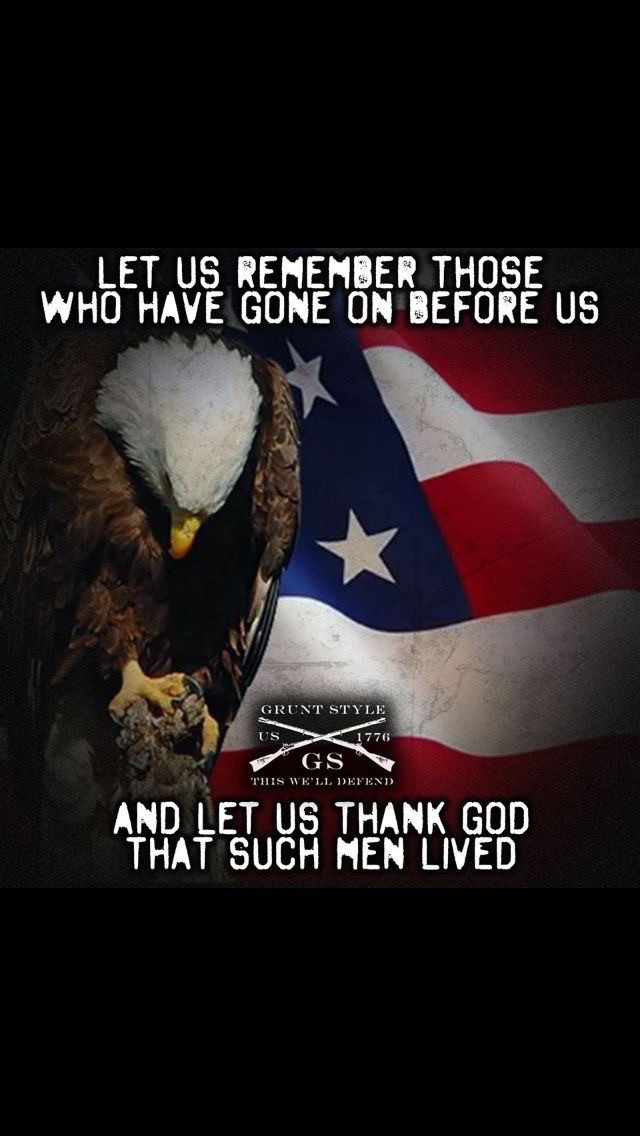 LET US REMEMBER THOSE
WHO HAVE GONE ON BEFORE US
GRUNT STYLE
US 1776
GS
THIS WE'LL DEFEND
AND LET US THANK GOD
THAT SUCH MEN LIVED